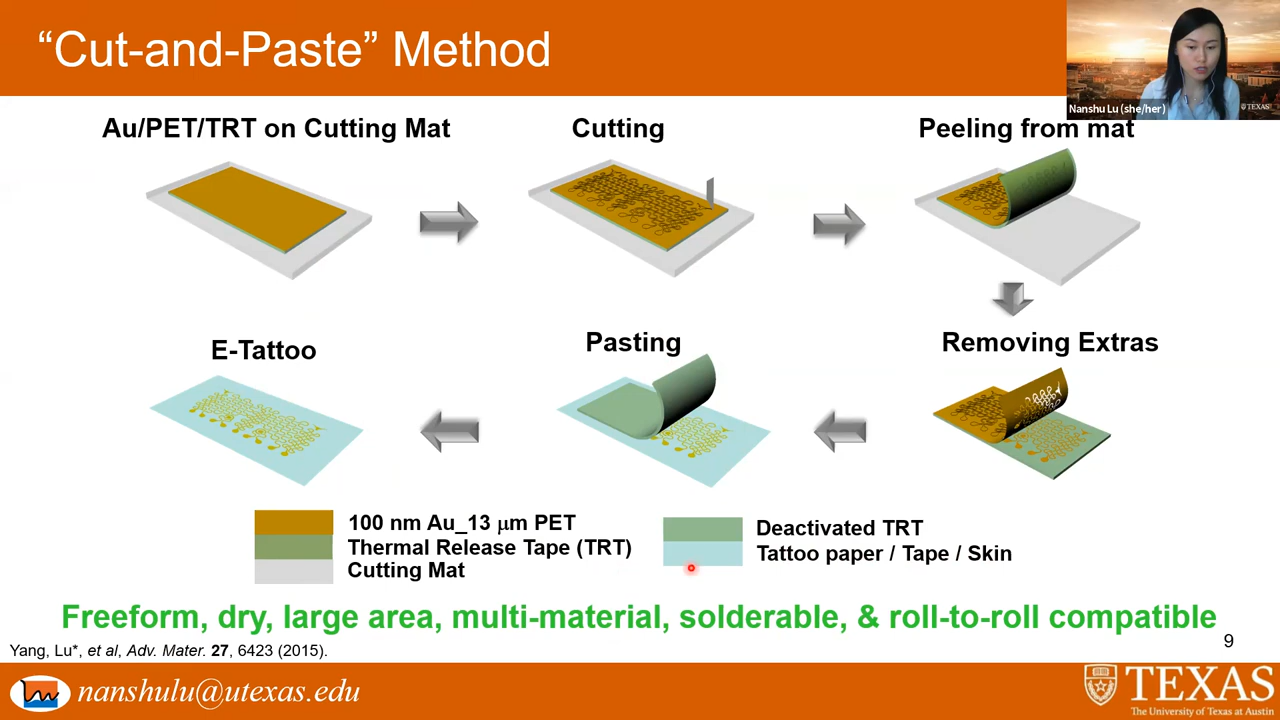 “Cut-and-Paste” Method
Nanshu Lu (she/her)
TEXAS
Au/PET/TRT on Cutting Mat
Cutting
Peeling from mat
E-Tattoo
Pasting
Removing Extras
100 nm Au_13 μm PET
Thermal Release Tape (TRT)
Cutting Mat
Deactivated TRT
Tattoo paper / Tape / Skin
Freeform, dry, large area, multi-material, solderable, & roll-to-roll compatible
Yang, Lu*, et al, Adv. Mater. 27, 6423 (2015).
9
nanshulu@utexas.edu
TEXAS
The University of Texas at Austin